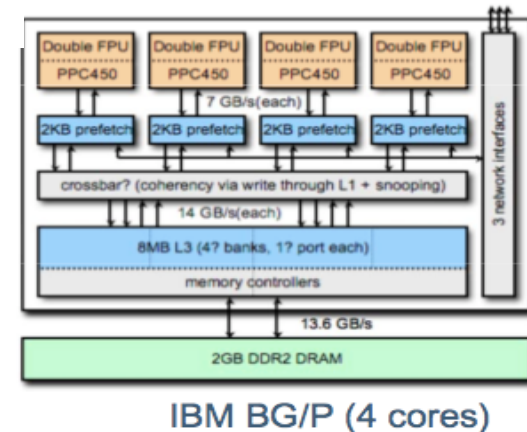 Double FPU Double FPU Double FPU Double FPU
PPC450 PPC450 PPC450 PPC450
7 GB/s(each)
2KB prefetch 2KB prefetch 2KB prefetch 2KB prefetch
crossbar? (coherency via write through L1 + snooping)
14 GB/s(each)
8MB L3 (4? banks, 1? port each)
memory controllers
3 network interfaces
13.6 GB/s
2GB DDR2 DRAM
IBM BG/P (4 cores)